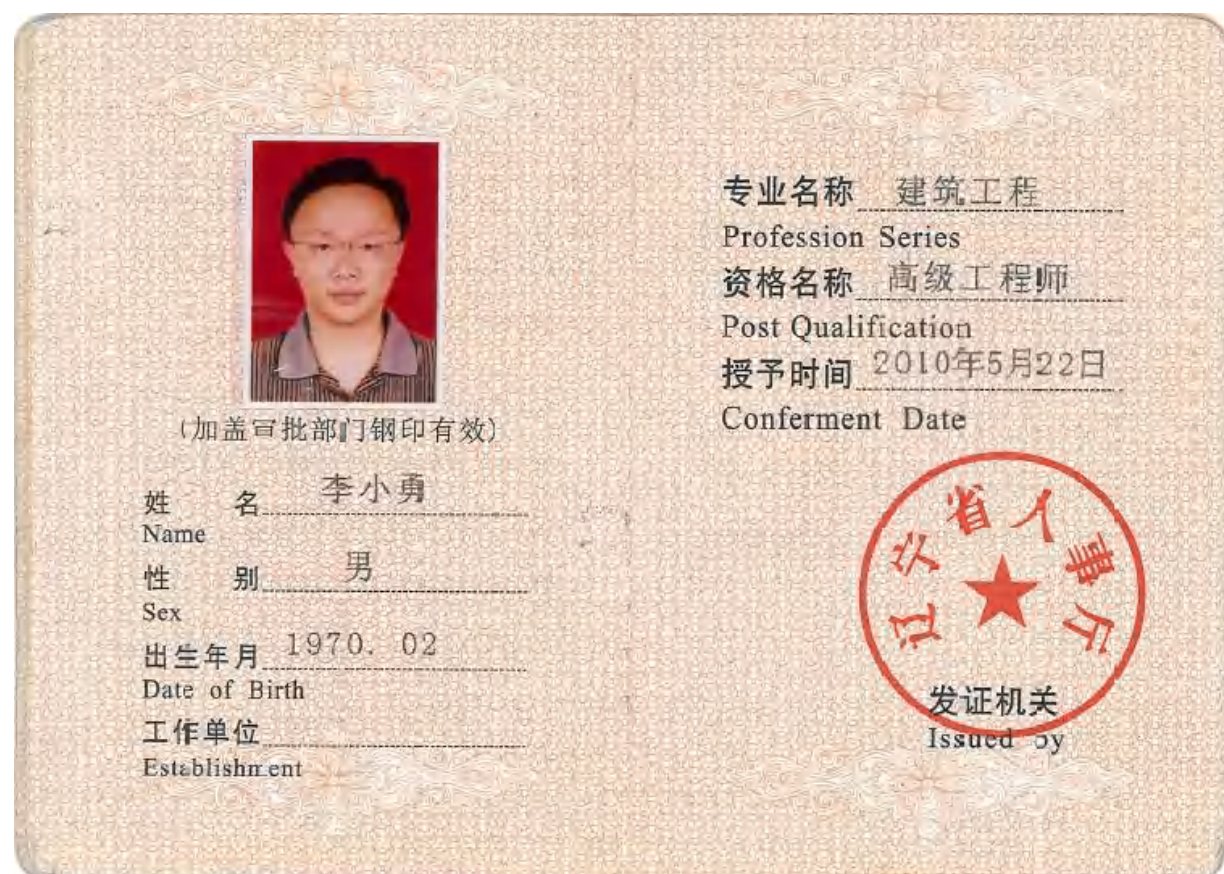 (加盖审批部门钢印有效)
姓 名 李小勇
Name
性 别 男
Sex
出生年月 1970. 02
Date of Birth
工作单位
Establishment
专业名称 建筑工程
Profession Series
资格名称 高级工程师
Post Qualification
授予时间 2010年5月22日
Conferment Date
辽宁省人事厅
发证机关
Issued by